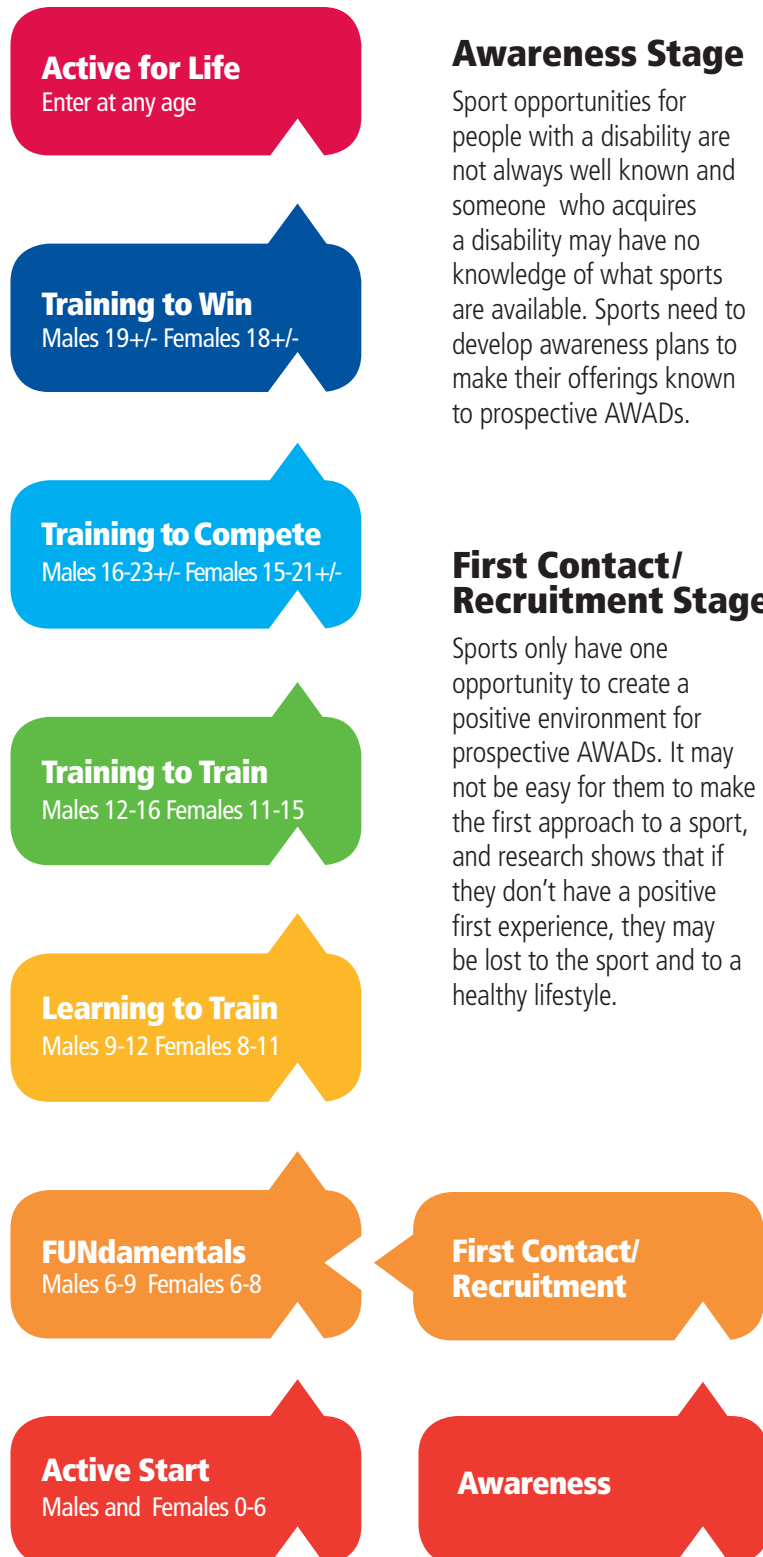 Active for Life
Enter at any age
Training to Win
Males 19+/- Females 18+/-
Training to Compete
Males 16-23+/- Females 15-21+/-
Training to Train
Males 12-16 Females 11-15
Learning to Train
Males 9-12 Females 8-11
FUNdamentals
Males 6-9  Females 6-8
Active Start
Males and  Females 0-6
Awareness Stage
Sport opportunities for
people with a disability are
not always well known and
someone  who acquires
a disability may have no
knowledge of what sports
are available. Sports need to
develop awareness plans to
make their offerings known
to prospective AWADs.
First Contact/
Recruitment Stage
Sports only have one
opportunity to create a
positive environment for
prospective AWADs. It may
not be easy for them to make
the first approach to a sport,
and research shows that if
they don’t have a positive
first experience, they may
be lost to the sport and to a
healthy lifestyle.
First Contact/
Recruitment
Awareness